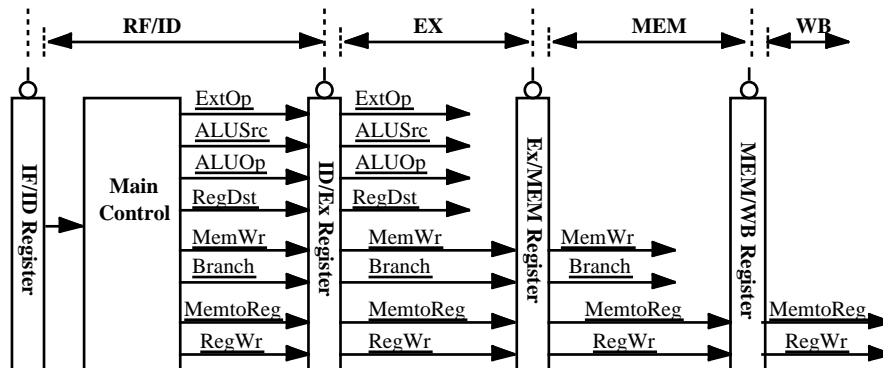 RF/ID EX MEM WB
ExtOp ExtOp
ALUSrc ALUSrc
ALUOp ALUOp
RegDst RegDst
MemWr MemWr MemWr
Branch Branch Branch
MemtoReg MemtoReg MemtoReg MemtoReg
RegWr RegWr RegWr RegWr
IF/ID Register
Main
Control
ID/Ex Register
Ex/MEM Register
MEM/WB Register